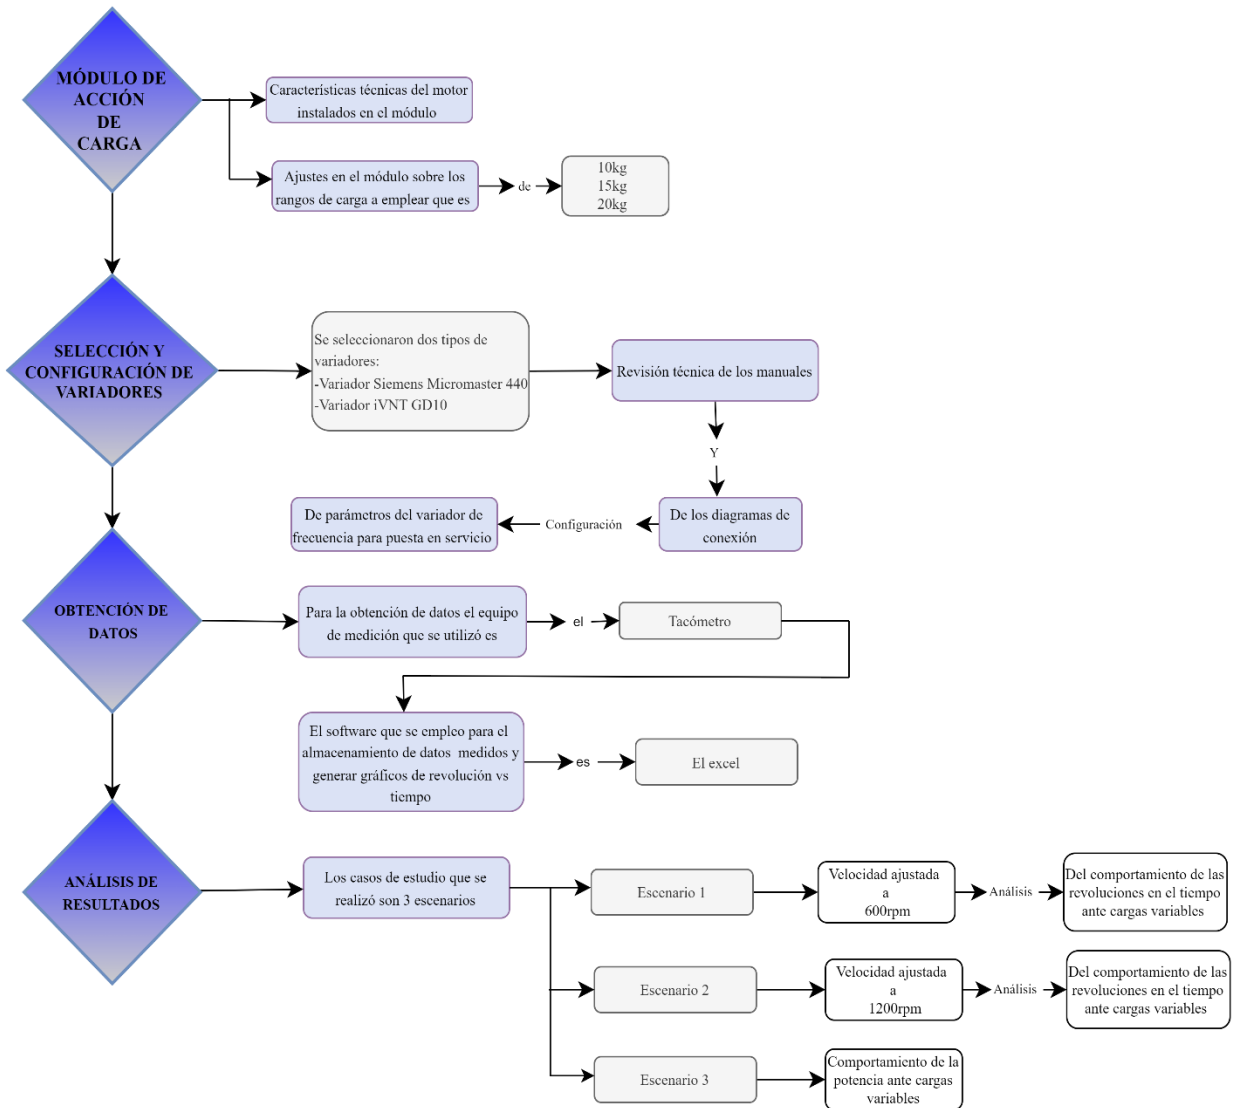 MÓDULO DE
ACCIÓN
DE
CARGA
Características técnicas del motor
instalados en el módulo
Ajustes en el módulo sobre los
rangos de carga a emplear que es
de
10kg
15kg
20kg
SELECCIÓN Y
CONFIGURACIÓN DE
VARIADORES
Se seleccionaron dos tipos de
variadores:
-Variador Siemens Micromaster 440
-Variador iVNT GD10
Revisión técnica de los manuales
Y
De los diagramas de
conexión
Configuración
De parámetros del variador de
frecuencia para puesta en servicio
OBTENCIÓN DE
DATOS
Para la obtención de datos el equipo
de medición que se utilizó es
el
Tacómetro
El software que se empleo para el
almacenamiento de datos medidos y
generar gráficos de revolución vs
tiempo
es
El excel
ANÁLISIS DE
RESULTADOS
Los casos de estudio que se
realizó son 3 escenarios
Escenario 1
Velocidad ajustada
a
600rpm
Análisis
Del comportamiento de las
revoluciones en el tiempo
ante cargas variables
Escenario 2
Velocidad ajustada
a
1200rpm
Análisis
Del comportamiento de las
revoluciones en el tiempo
ante cargas variables
Escenario 3
Comportamiento de la
potencia ante cargas
variables